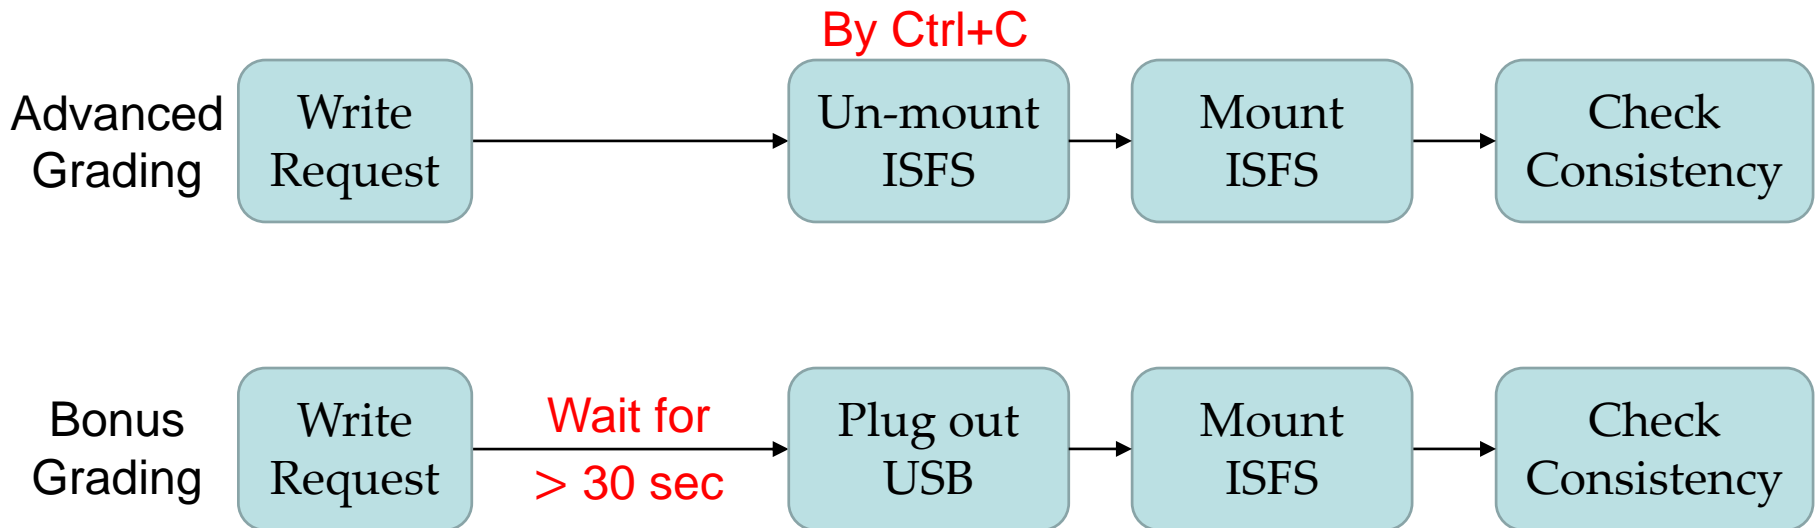 By Ctrl+C
Advanced
Grading
Write
Request
Un-mount
ISFS
Mount
ISFS
Check
Consistency
Bonus
Grading
Write
Request
Wait for
> 30 sec
Plug out
USB
Mount
ISFS
Check
Consistency